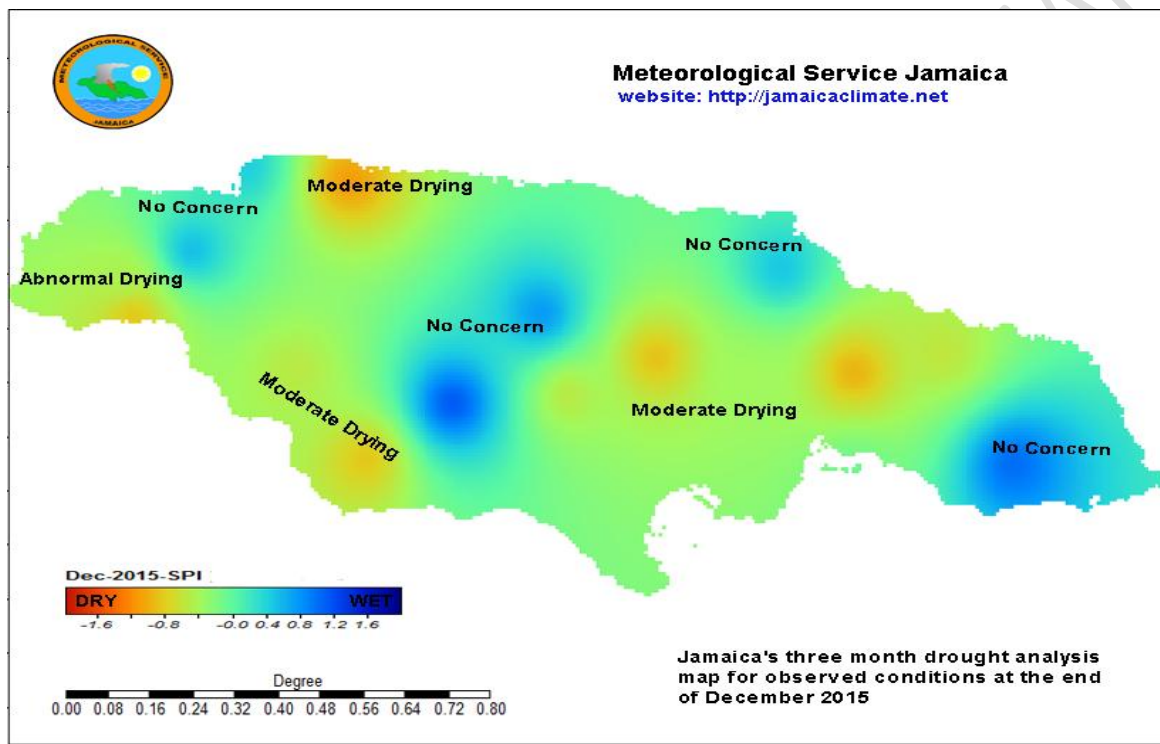 METEOROLOGICAL SERVICE
JAMAICA
Meteorological Service Jamaica
website: http://jamaicaclimate.net
Moderate Drying
No Concern
No Concern
Abnormal Drying
No Concern
Moderate Drying
Moderate Drying
No Concern
Dec-2015-SPI
DRY WET
-1.6 -0.8 -0.0 0.4 0.8 1.2 1.6
Degree
0.00 0.08 0.16 0.24 0.32 0.40 0.48 0.56 0.64 0.72 0.80
Jamaica's three month drought analysis
map for observed conditions at the end
of December 2015